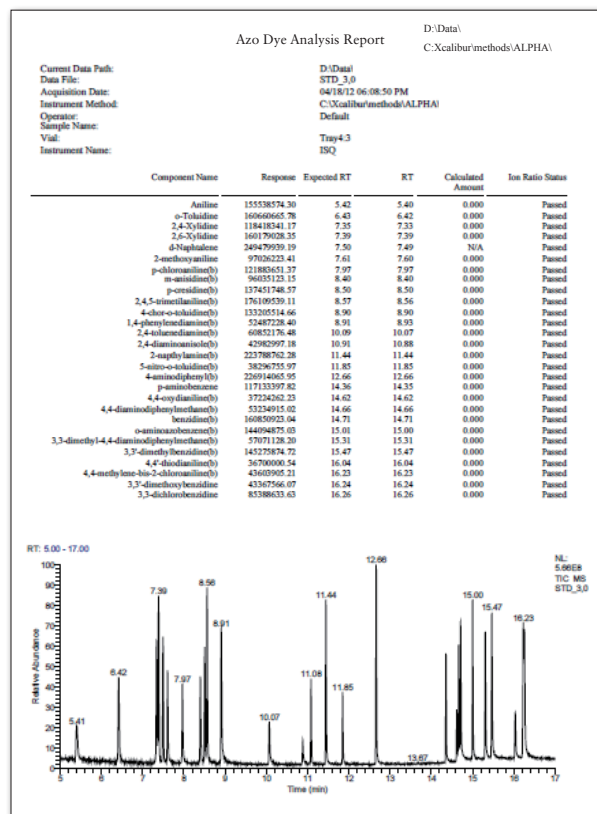 Azo Dye Analysis Report
D:\Data\
C:Xcalibur\methods\ALPHA\
Current Data Path: D:\Data\
Data File: STD_3,0
Acquisition Date: 04/18/12 06:08:50 PM
Instrument Method: C:\Xcalibur\methods\ALPHA\
Operator: Default
Sample Name:
Vial: Tray4:3
Instrument Name: ISQ
Component Name Response Expected RT RT Calculated Amount Ion Ratio Status
Aniline 155538574.30 5.42 5.40 0.000 Passed
o-Toluidine 160660665.78 6.43 6.42 0.000 Passed
2,4-Xylidine 118418341.17 7.35 7.33 0.000 Passed
2,6-Xylidine 160179028.35 7.39 7.39 0.000 Passed
d-Naphtalene 249479939.19 7.50 7.49 N/A Passed
2-methoxyaniline 97026223.41 7.61 7.60 0.000 Passed
p-chloroaniline(b) 121883651.37 7.97 7.97 0.000 Passed
m-anisidine(b) 96035123.15 8.40 8.40 0.000 Passed
p-cresidine(b) 137451748.57 8.50 8.50 0.000 Passed
2,4,5-trimetilaniline(b) 176109539.11 8.57 8.56 0.000 Passed
4-chor-o-toluidine(b) 133205514.66 8.90 8.90 0.000 Passed
1,4-phenylenediamine(b) 52487228.40 8.91 8.93 0.000 Passed
2,4-toluenediamine(b) 60852176.48 10.09 10.07 0.000 Passed
2,4-diaminoanisole(b) 42982997.18 10.91 10.88 0.000 Passed
2-napthylamine(b) 223788762.28 11.44 11.44 0.000 Passed
5-nitro-o-toluidine(b) 38296755.97 11.85 11.85 0.000 Passed
4-aminodiphenyl(b) 226914065.95 12.66 12.66 0.000 Passed
p-aminobenzene 117133397.82 14.36 14.35 0.000 Passed
4,4-oxydianiline(b) 37224262.23 14.62 14.62 0.000 Passed
4,4-diaminodiphenylmethane(b) 53234915.02 14.66 14.66 0.000 Passed
benzidine(b) 160850923.04 14.71 14.71 0.000 Passed
o-aminoazobenzene(b) 144094875.03 15.01 15.00 0.000 Passed
3,3-dimethyl-4,4-diaminodiphenylmethane(b) 57071128.20 15.31 15.31 0.000 Passed
3,3'-dimethylbenzidine(b) 145275874.72 15.47 15.47 0.000 Passed
4,4'-thiodianiline(b) 36700000.54 16.04 16.04 0.000 Passed
4,4-methylene-bis-2-chloroaniline(b) 43603905.21 16.23 16.23 0.000 Passed
3,3'-dimethoxybenzidine 43367566.07 16.24 16.24 0.000 Passed
3,3-dichlorobenzidine 85388633.63 16.26 16.26 0.000 Passed
RT: 5.00 - 17.00
NL:
5.66E8
TIC MS
STD_3,0
100
90
80
70
60
50
40
30
20
10
0
Relative Abundance
5.41
6.42
7.39
7.97
8.56
8.91
10.07
11.08
11.44
11.85
12.66
13.67
15.00
15.47
16.23
5 6 7 8 9 10 11 12 13 14 15 16 17
Time (min)